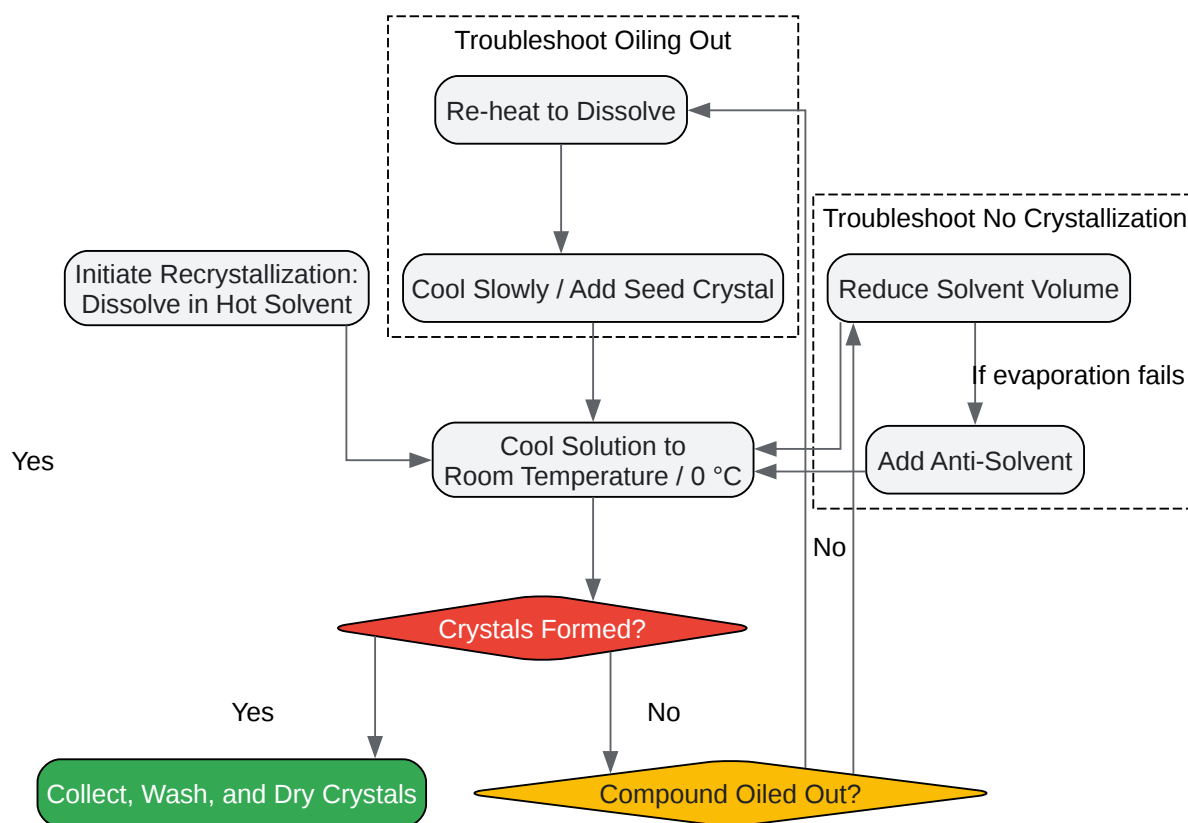 Troubleshoot Oiling Out
Re-heat to Dissolve
Troubleshoot No Crystallization
Initiate Recrystallization:
Dissolve in Hot Solvent
Cool Slowly / Add Seed Crystal
Reduce Solvent Volume
If evaporation fails
Yes
Cool Solution to
Room Temperature / 0 °C
Add Anti-Solvent
No
Crystals Formed?
Yes
No
Collect, Wash, and Dry Crystals
Compound Oiled Out?